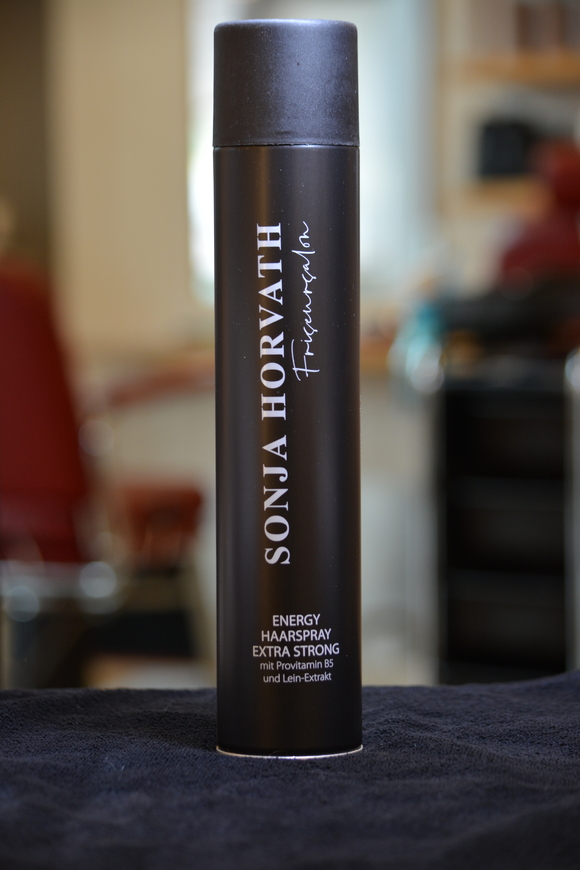 SONJA HORVATH
Friseursalon
ENERGY
HAARSPRAY
EXTRA STRONG
mit Provitamin B5
und Lein-Extrakt